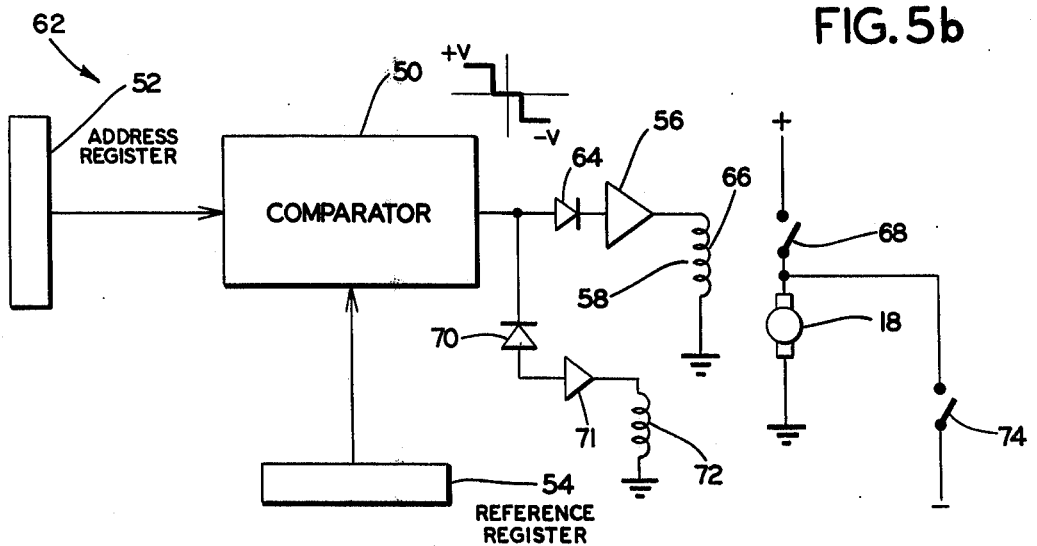 FIG. 5b
62
52
ADDRESS
REGISTER
50
COMPARATOR
+V
-V
64
56
66
58
+
68
18
70
71
72
74
-
54
REFERENCE
REGISTER